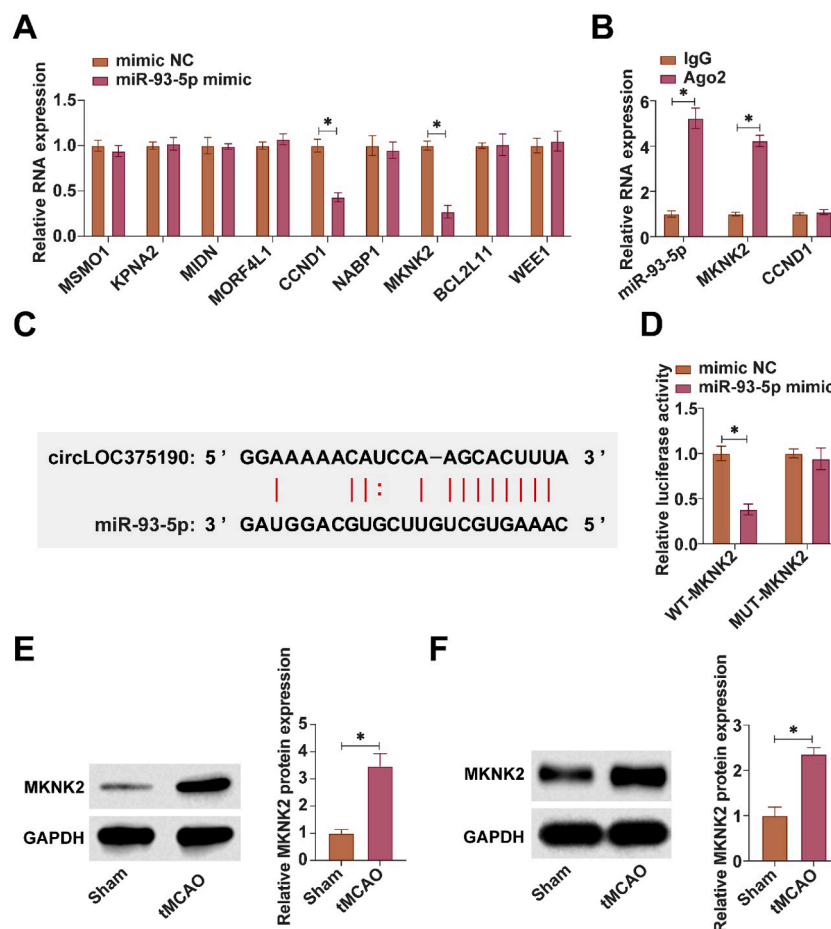 A
mimic NC
miR-93-5p mimic
Relative RNA expression
1.5
1.0
0.5
0.0
*
*
MSMO1
KPNA2
MIDN
MORF4L1
CCND1
NABP1
MKNK2
BCL2L11
WEE1
B
IgG
Ago2
Relative RNA expression
6
4
2
0
*
*
miR-93-5p
MKNK2
CCND1
C
circLOC375190: 5 ’ GGAAAAACAUCCA–AGCACUUUA 3 ’
miR-93-5p: 3 ’ GAUGGACGUGCUUGUCGUGAAAC 5 ’
D
mimic NC
miR-93-5p mimic
Relative luciferase activity
1.5
1.0
0.5
0.0
*
WT-MKNK2
MUT-MKNK2
E
MKNK2
GAPDH
Sham
tMCAO
Relative MKNK2 protein expression
5
4
3
2
1
0
*
Sham
tMCAO
F
MKNK2
GAPDH
Sham
tMCAO
Relative MKNK2 protein expression
3
2
1
0
*
Sham
tMCAO